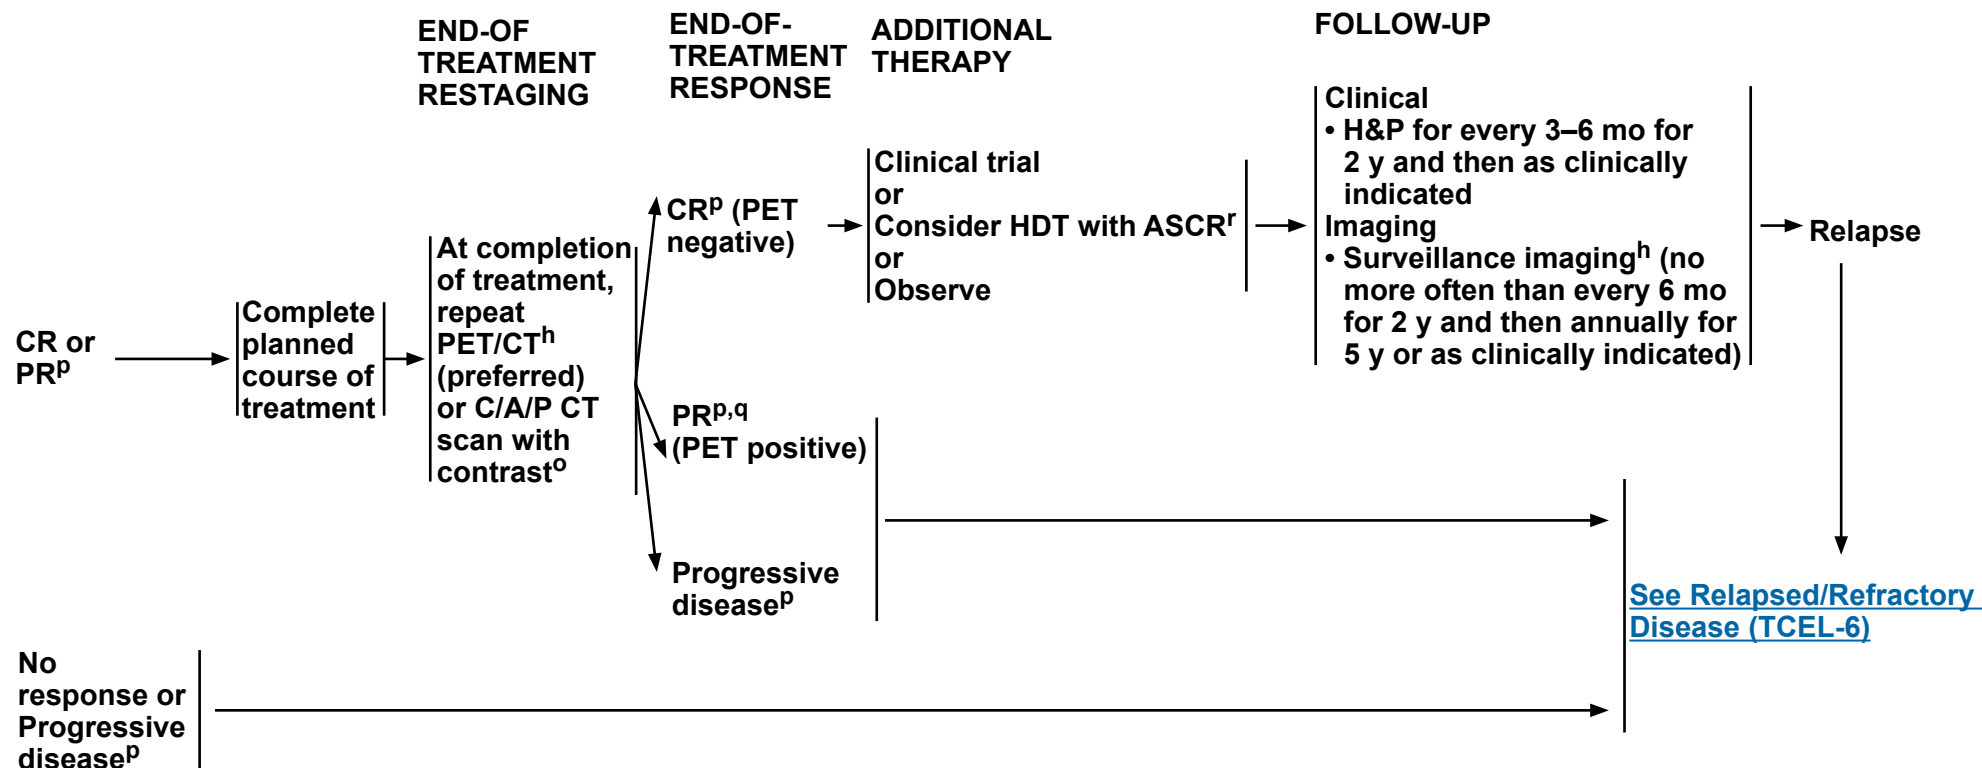 END-OF
TREATMENT
RESTAGING
END-OF-
TREATMENT
RESPONSE
ADDITIONAL
THERAPY
FOLLOW-UP
CR or
PRp
Complete
planned
course of
treatment
At completion
of treatment,
repeat
PET/CTh
(preferred)
or C/A/P CT
scan with
contrasto
CRp (PET
negative)
PRp,q
(PET positive)
Progressive
diseasep
Clinical trial
or
Consider HDT with ASCRr
or
Observe
Clinical
• H&P for every 3–6 mo for
2 y and then as clinically
indicated
Imaging
• Surveillance imagingh (no
more often than every 6 mo
for 2 y and then annually for
5 y or as clinically indicated)
Relapse
No
response or
Progressive
diseasep
See Relapsed/Refractory
Disease (TCEL-6)